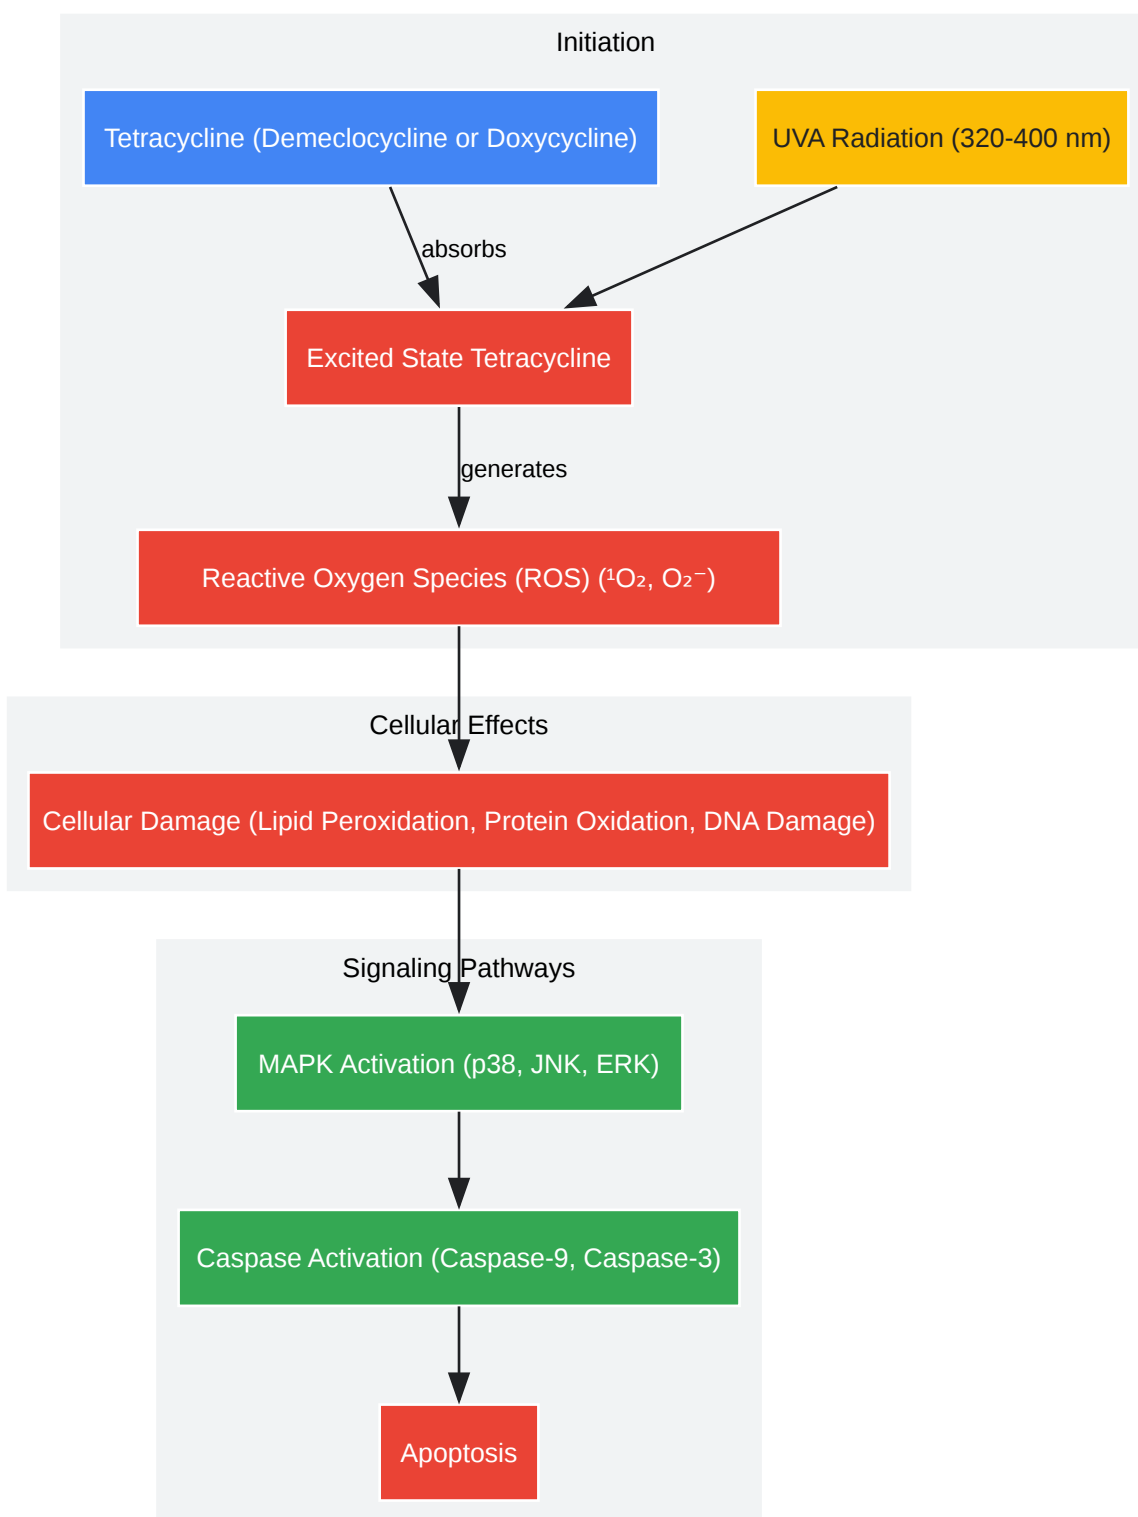 Initiation
Tetracycline (Demeclocycline or Doxycycline)
UVA Radiation (320-400 nm)
absorbs
Excited State Tetracycline
generates
Reactive Oxygen Species (ROS) (¹O₂, O₂⁻)
Cellular Effects
Cellular Damage (Lipid Peroxidation, Protein Oxidation, DNA Damage)
Signaling Pathways
MAPK Activation (p38, JNK, ERK)
Caspase Activation (Caspase-9, Caspase-3)
Apoptosis